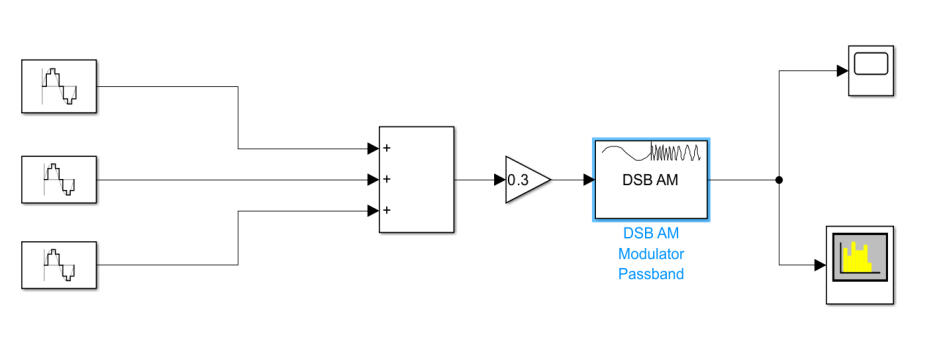 +
+
+
0.3
DSB AM
DSB AM
Modulator
Passband